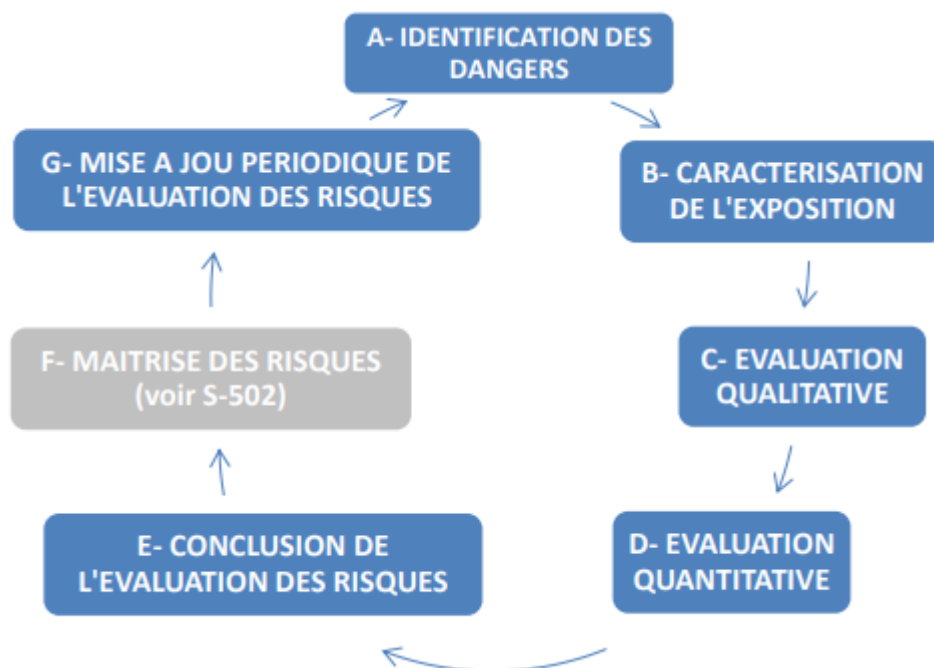 A- IDENTIFICATION DES
DANGERS
B- CARACTERISATION
DE L'EXPOSITION
C- EVALUATION
QUALITATIVE
D- EVALUATION
QUANTITATIVE
E- CONCLUSION DE
L'EVALUATION DES RISQUES
F- MAITRISE DES RISQUES
(voir S-502)
G- MISE A JOU PERIODIQUE DE
L'EVALUATION DES RISQUES